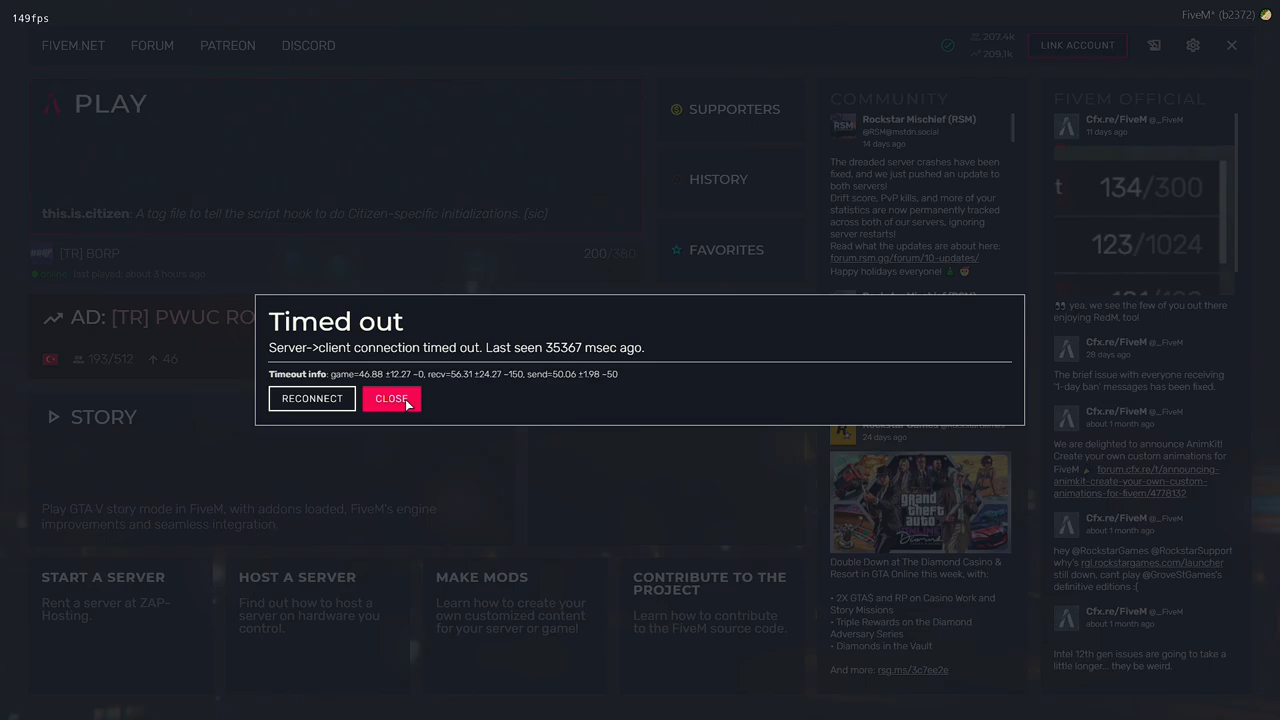 149fps
FiveM* (b2372)
FIVEM.NET
FORUM
PATREON
DISCORD
207.4k
209.1k
LINK ACCOUNT
PLAY
this.is.citizen: A tag file to tell the script hook to do Citizen-specific initializations. (sic)
[TR] BORP
200/380
online · last played: about 3 hours ago
AD: [TR] PWUC RO
193/512
46
STORY
Play GTA V story mode in FiveM, with addons loaded, FiveM's engine
improvements and seamless integration.
SUPPORTERS
HISTORY
FAVORITES
Timed out
Server->client connection timed out. Last seen 35367 msec ago.
Timeout info: game=46.88 ±12.27 ~0, recv=56.31 ±24.27 ~150, send=50.06 ±1.98 ~50
RECONNECT
CLOSE
START A SERVER
Rent a server at ZAP-
Hosting.
HOST A SERVER
Find out how to host a
server on hardware you
control.
MAKE MODS
Learn how to create your
own customized content
for your server or game!
CONTRIBUTE TO THE
PROJECT
Learn how to contribute
to the FiveM source code.
COMMUNITY
RSM
Rockstar Mischief (RSM)
@RSM@mstdn.social
14 days ago
The dreaded server crashes have been
fixed, and we just pushed an update to
both servers!
Drift score, PvP kills, and more of your
statistics are now permanently tracked
across both of our servers, ignoring
server restarts!
Read what the updates are about here:
forum.rsm.gg/forum/10-updates/
Happy holidays everyone!
24 days ago
grand
theft
auto
ONLINE
Double Down at The Diamond Casino &
Resort in GTA Online this week, with:
• 2X GTA$ and RP on Casino Work and
Story Missions
• Triple Rewards on the Diamond
Adversary Series
• Diamonds in the Vault
And more: rsg.ms/3c7ee2e
FIVEM OFFICIAL
Cfx.re/FiveM @_FiveM
11 days ago
t
134/300
123/1024
yea, we see the few of you out there
enjoying RedM, too!
Cfx.re/FiveM @_FiveM
28 days ago
The brief issue with everyone receiving
'1-day ban' messages has been fixed.
Cfx.re/FiveM @_FiveM
about 1 month ago
We are delighted to announce AnimKit!
Create your own custom animations for
FiveM forum.cfx.re/t/announcing-
animkit-create-your-own-custom-
animations-for-fivem/4778132
Cfx.re/FiveM @_FiveM
about 1 month ago
hey @RockstarGames @RockstarSupport
why's rgl.rockstargames.com/launcher
still down, cant play @GroveStGames's
definitive editions :(
Cfx.re/FiveM @_FiveM
about 1 month ago
Intel 12th gen issues are going to take a
little longer... they be weird.